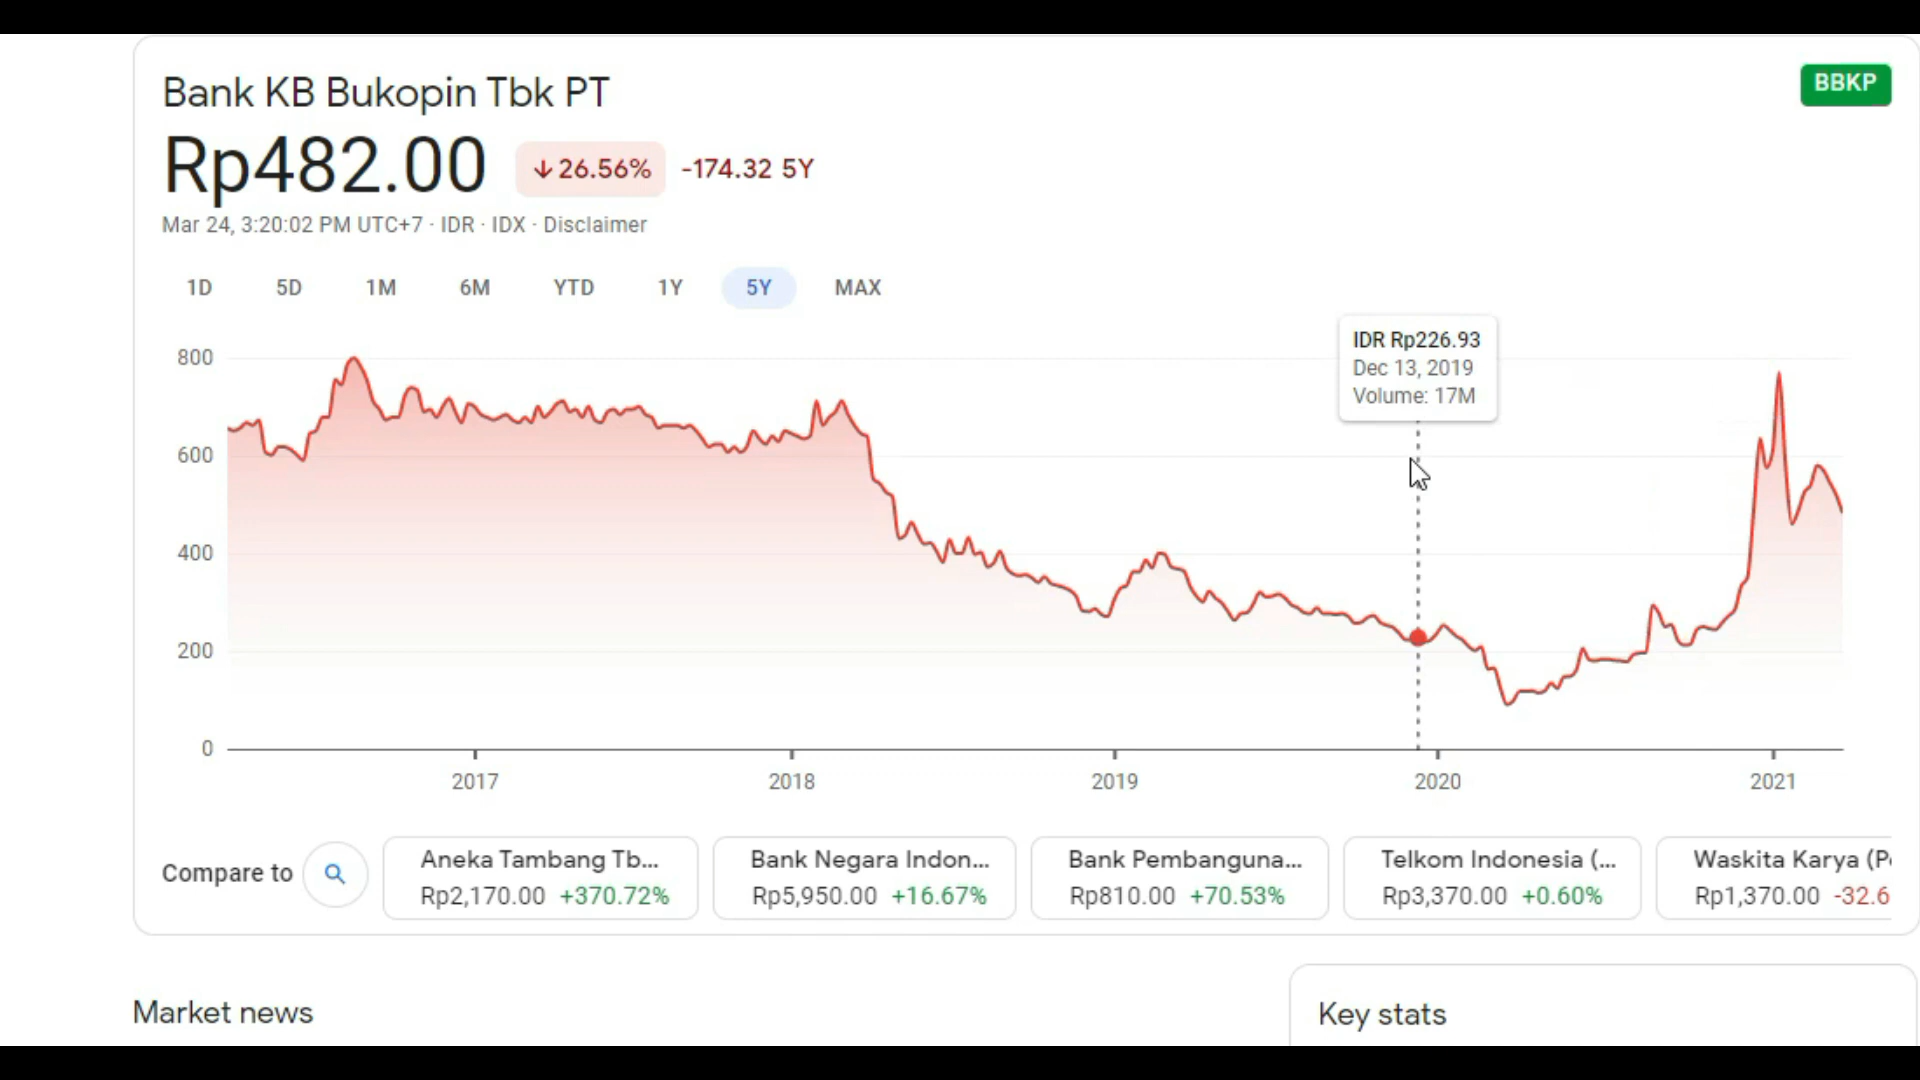 Bank KB Bukopin Tbk PT
BBKP
Rp482.00 ↓26.56% -174.32 5Y
Mar 24, 3:20:02 PM UTC+7 · IDR · IDX · Disclaimer
1D 5D 1M 6M YTD 1Y 5Y MAX
IDR Rp226.93
Dec 13, 2019
Volume: 17M
800
600
400
200
0
2017 2018 2019 2020 2021
Compare to
Aneka Tambang Tb...
Rp2,170.00 +370.72%
Bank Negara Indon...
Rp5,950.00 +16.67%
Bank Pembanguna...
Rp810.00 +70.53%
Telkom Indonesia (...
Rp3,370.00 +0.60%
Waskita Karya (P
Rp1,370.00 -32.6
Market news
Key stats